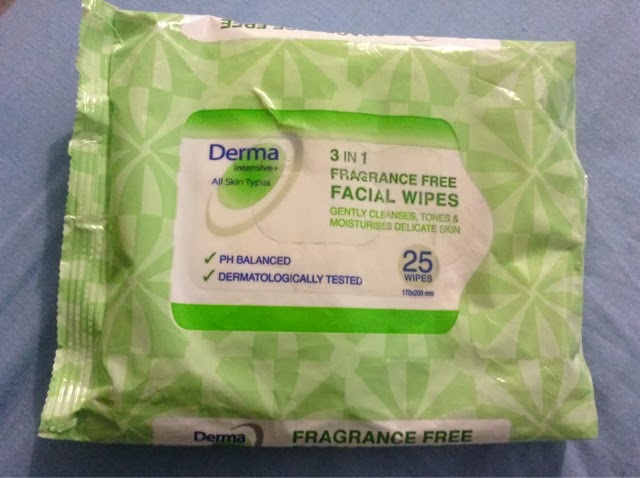 Derma
Intensive+
All Skin Types
3 IN 1
FRAGRANCE FREE
FACIAL WIPES
GENTLY CLEANSES, TONES &
MOISTURISES DELICATE SKIN
✓ PH BALANCED
✓ DERMATOLOGICALLY TESTED
25
WIPES
170x200 mm
Derma
FRAGRANCE FREE